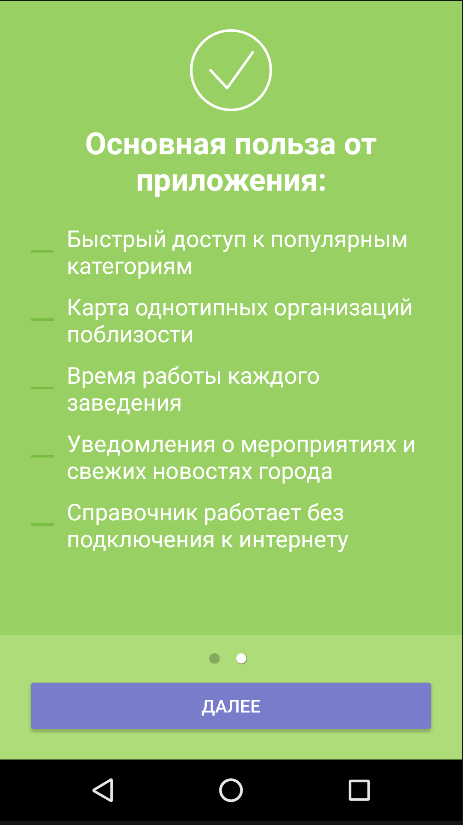 Основная польза от
приложения:
Быстрый доступ к популярным
категориям
Карта однотипных организаций
поблизости
Время работы каждого
заведения
Уведомления о мероприятиях и
свежих новостях города
Справочник работает без
подключения к интернету
ДАЛЕЕ